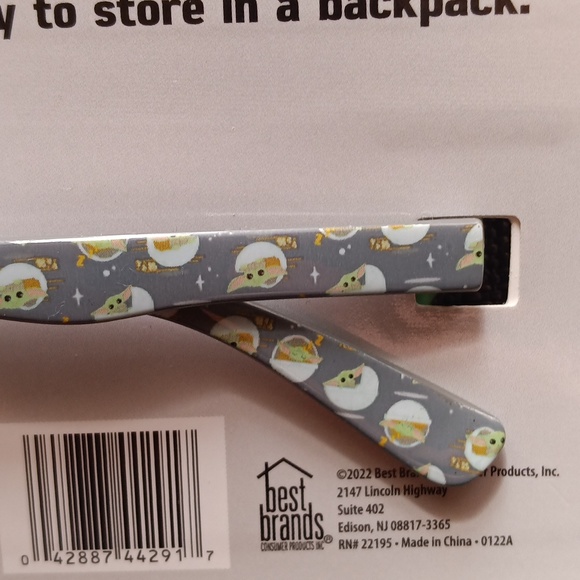 y to store in a backpack.
©2022 Best Products, Inc.
2147 Lincoln Highway
Suite 402
Edison, NJ 08817-3365
RN# 22195 • Made in China • 0122A
best
brands®
CONSUMER PRODUCTS INC
0 42887 44291 7